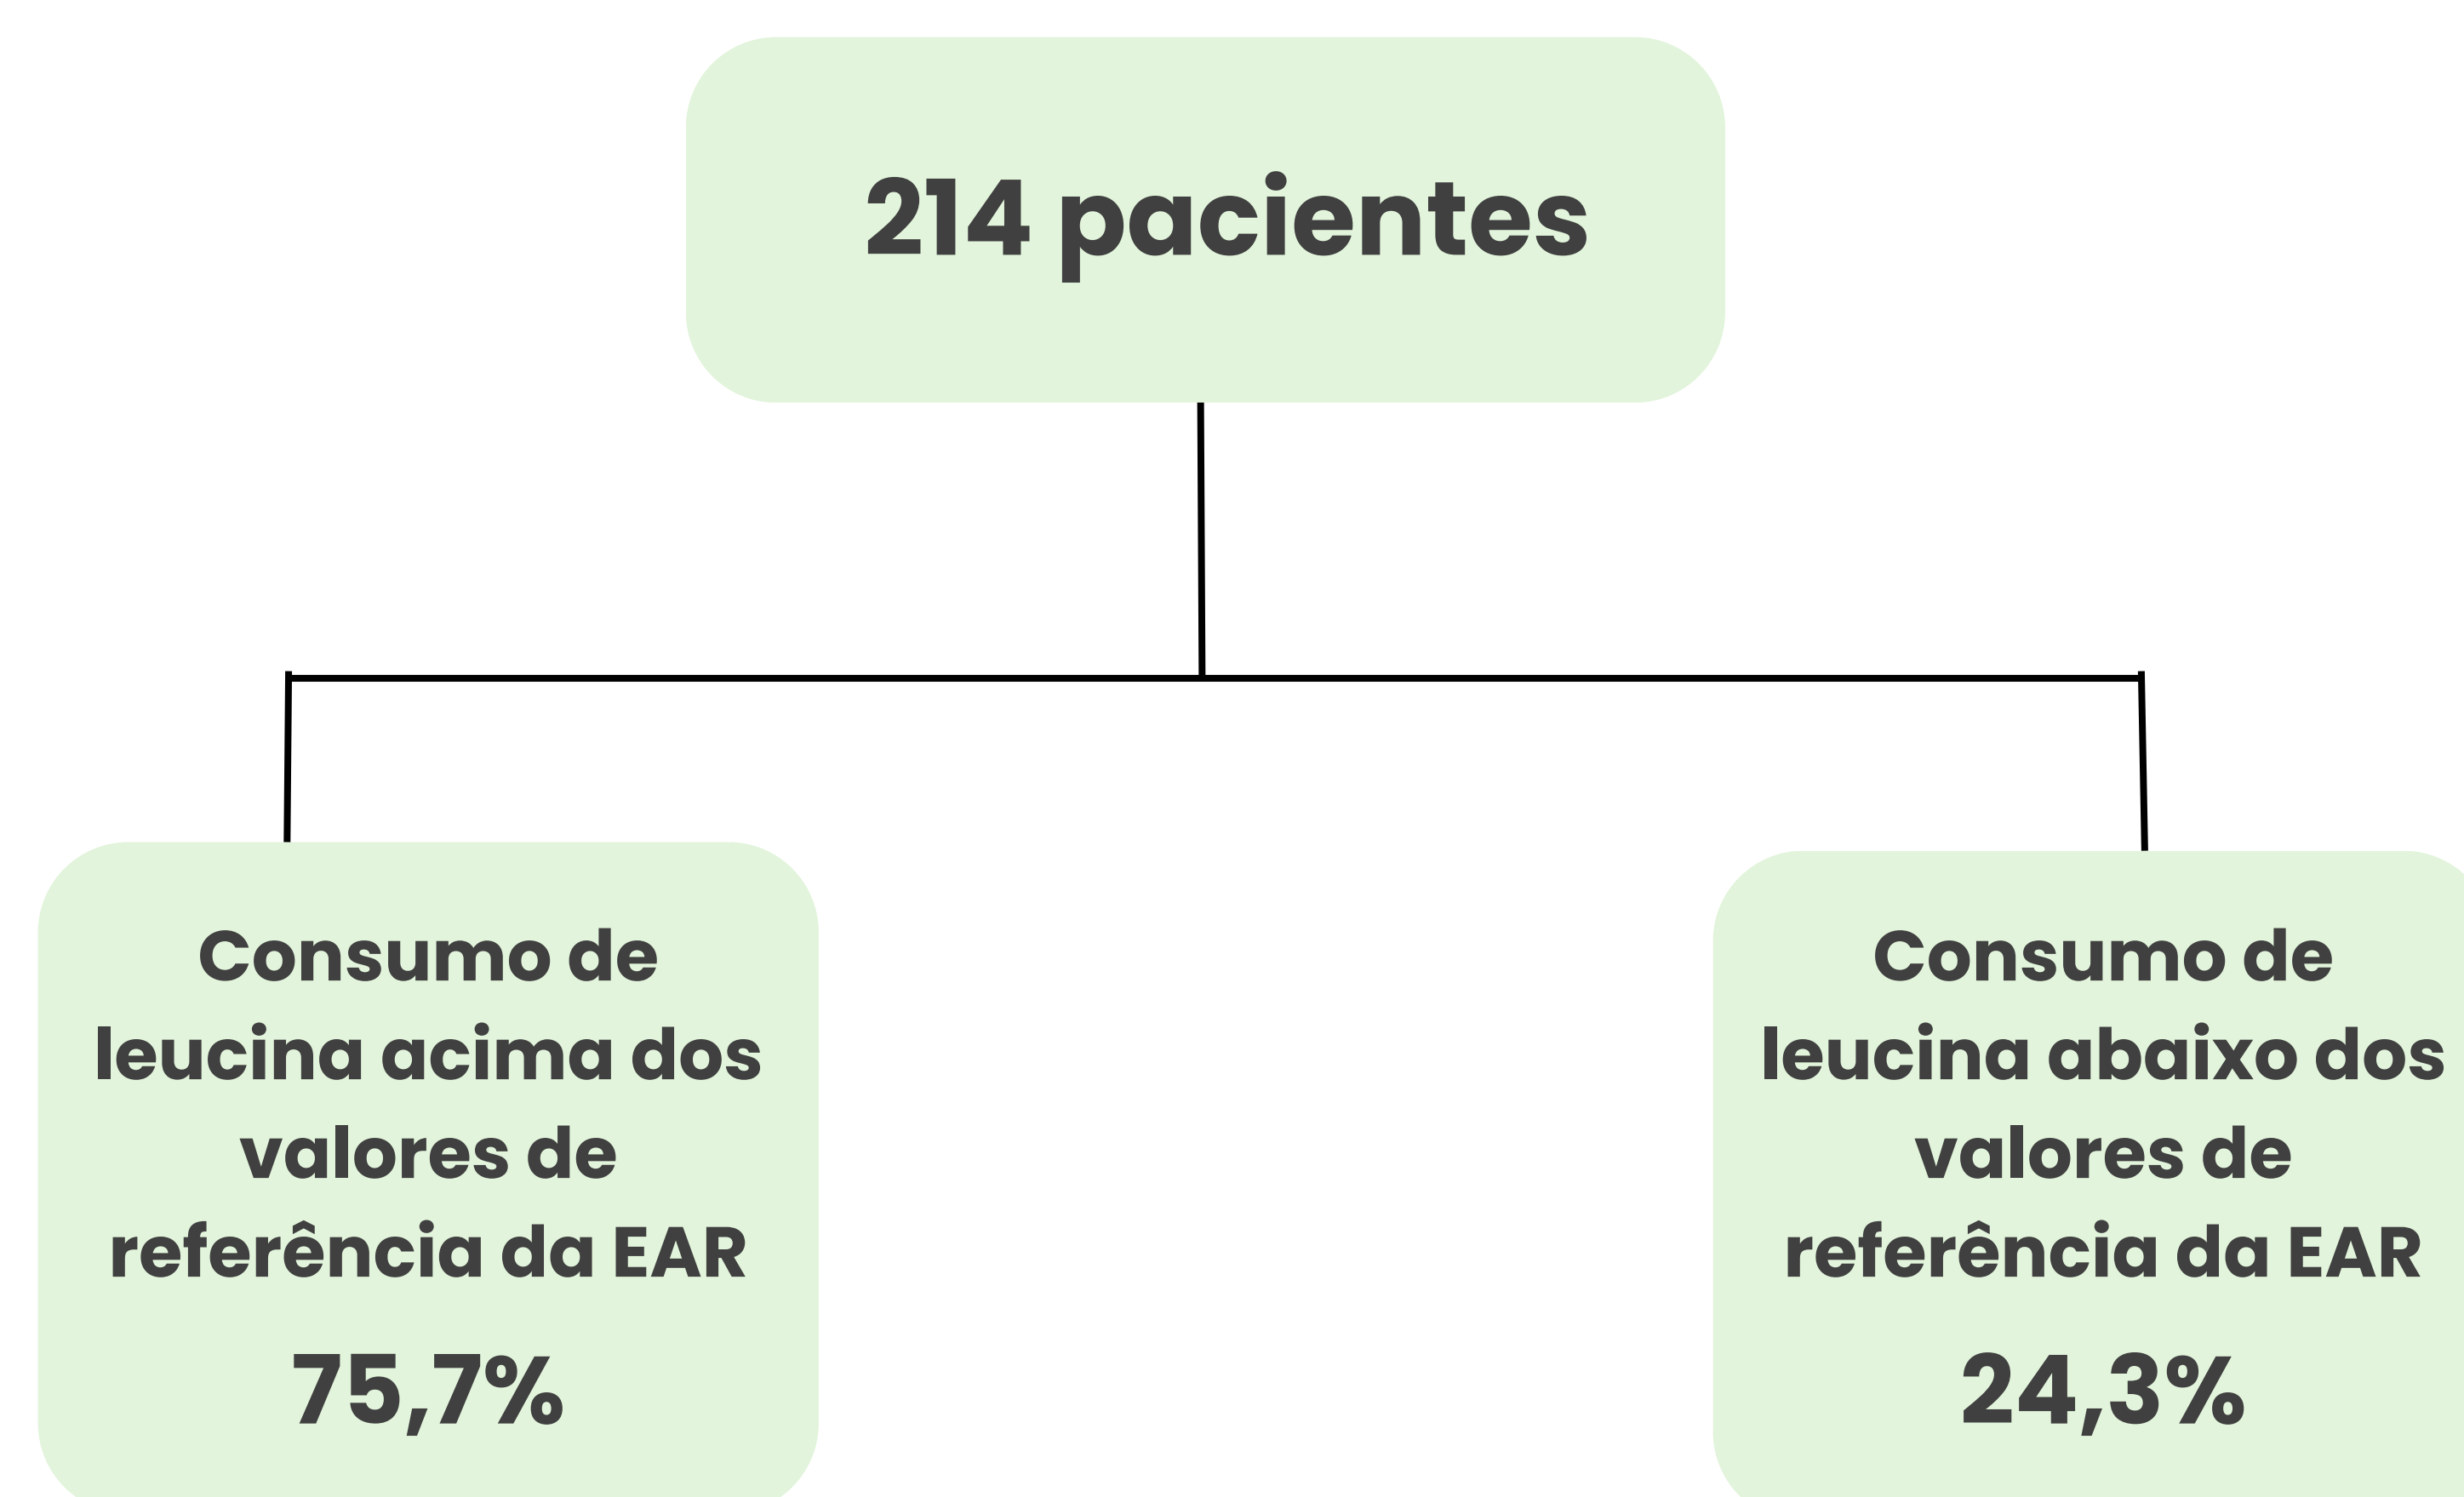 214 pacientes
Consumo de
leucina acima dos
valores de
referência da EAR
75,7%
Consumo de
leucina abaixo dos
valores de
referência da EAR
24,3%